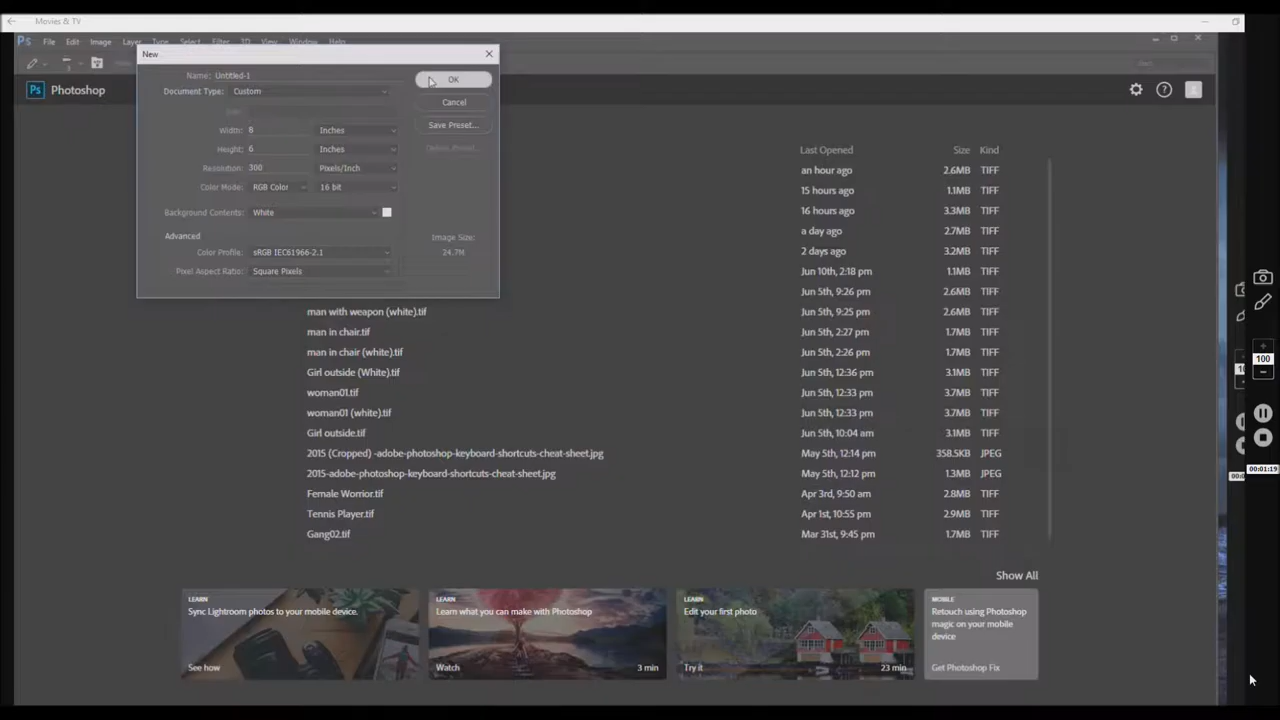 Movies & TV
Ps File Edit Image Layer Type Select Filter 3D View Window Help
New
Name: Untitled-1
OK
Document Type: Custom
Cancel
Width: 8 Inches
Save Preset...
Height: 6 Inches
Delete Preset...
Resolution: 300 Pixels/Inch
Color Mode: RGB Color 16 bit
Background Contents: White
Advanced
Image Size:
Color Profile: sRGB IEC61966-2.1
24.7M
Pixel Aspect Ratio: Square Pixels
Ps Photoshop
Last Opened Size Kind
an hour ago 2.6MB TIFF
15 hours ago 1.1MB TIFF
16 hours ago 3.3MB TIFF
a day ago 2.7MB TIFF
2 days ago 3.2MB TIFF
Jun 10th, 2:18 pm 1.1MB TIFF
Jun 5th, 9:26 pm 2.6MB TIFF
man with weapon (white).tif Jun 5th, 9:25 pm 2.6MB TIFF
man in chair.tif Jun 5th, 2:27 pm 1.7MB TIFF
man in chair (white).tif Jun 5th, 2:26 pm 1.7MB TIFF
Girl outside (White).tif Jun 5th, 12:36 pm 3.1MB TIFF
woman01.tif Jun 5th, 12:33 pm 3.7MB TIFF
woman01 (white).tif Jun 5th, 12:33 pm 3.7MB TIFF
Girl outside.tif Jun 5th, 10:04 am 3.1MB TIFF
2015 (Cropped) -adobe-photoshop-keyboard-shortcuts-cheat-sheet.jpg May 5th, 12:14 pm 358.5KB JPEG
2015-adobe-photoshop-keyboard-shortcuts-cheat-sheet.jpg May 5th, 12:12 pm 1.3MB JPEG
Female Worrior.tif Apr 3rd, 9:50 am 2.8MB TIFF
Tennis Player.tif Apr 1st, 10:55 pm 2.9MB TIFF
Gang02.tif Mar 31st, 9:45 pm 1.7MB TIFF
Show All
LEARN
Sync Lightroom photos to your mobile device.
See how
LEARN
Learn what you can make with Photoshop
Watch 3 min
LEARN
Edit your first photo
Try it 23 min
MOBILE
Retouch using Photoshop
magic on your mobile
device
Get Photoshop Fix
100
00:01:19